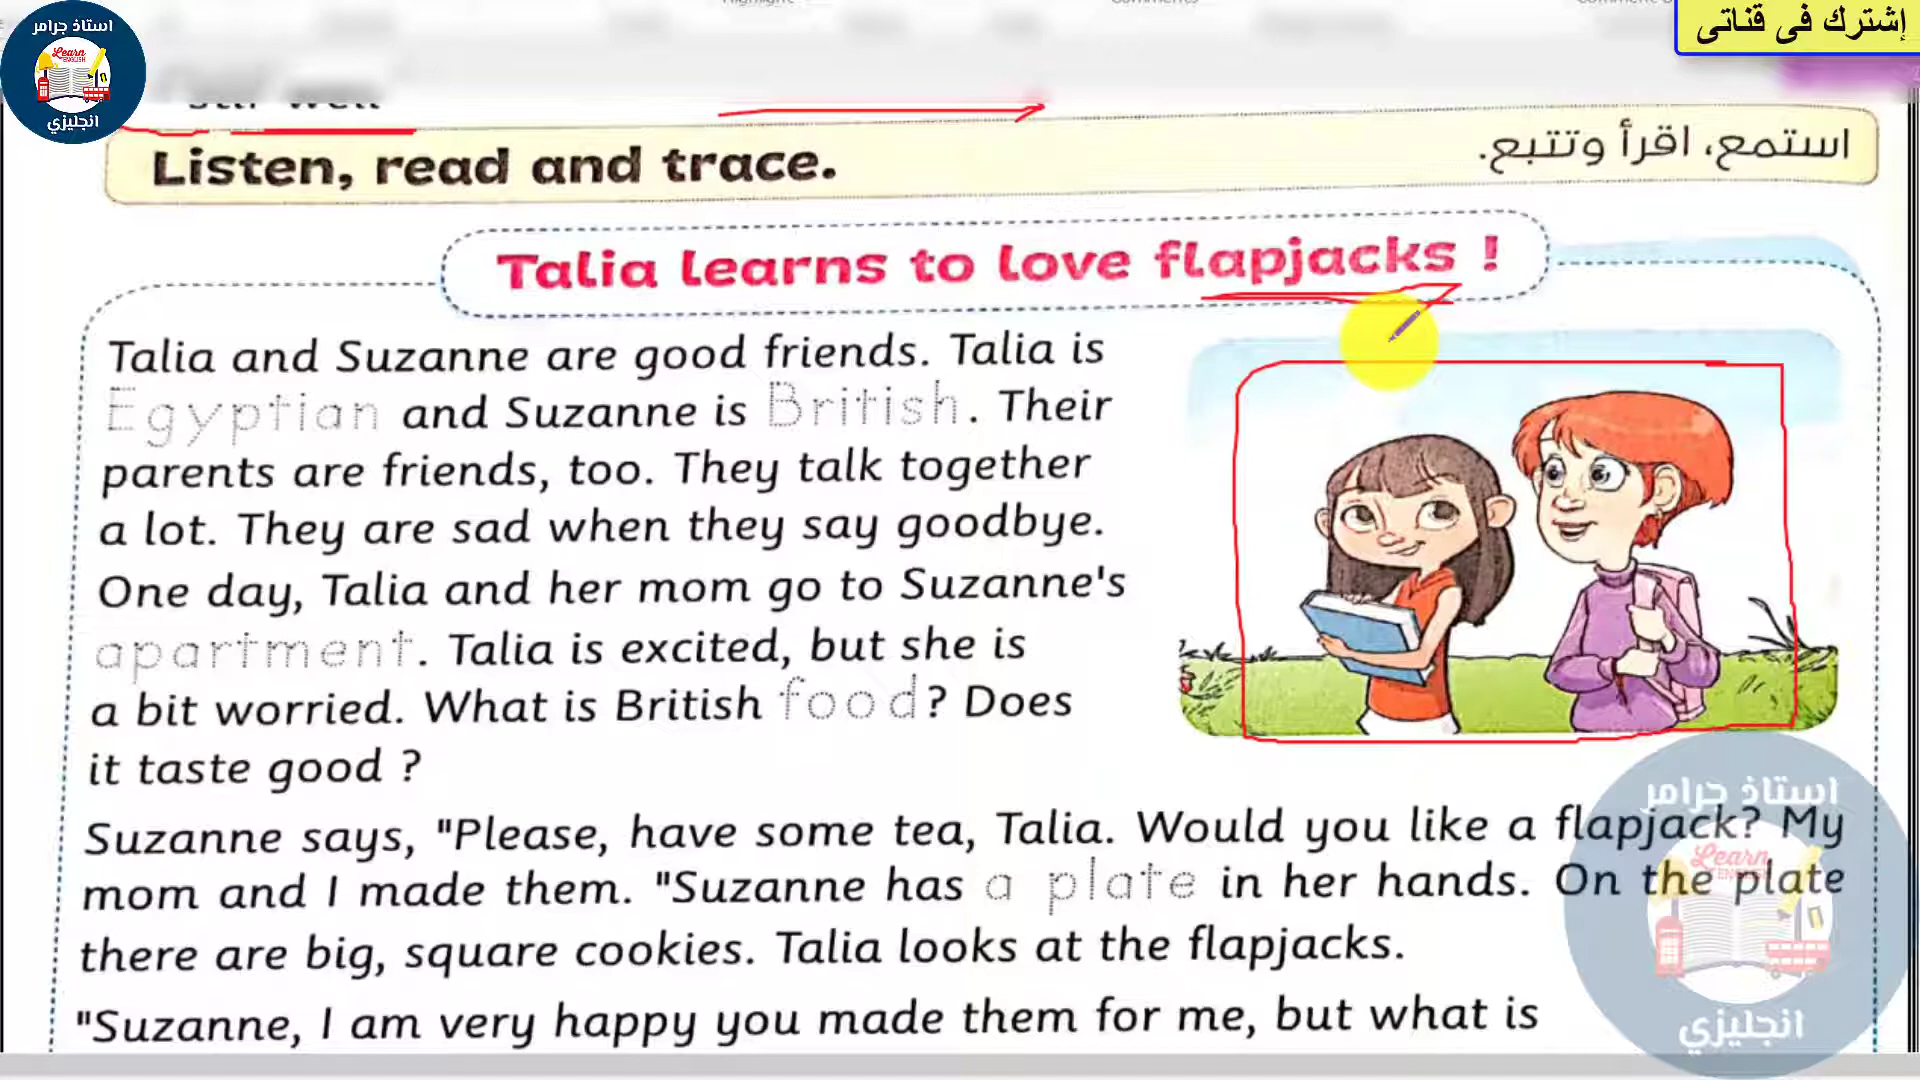 استاذ جرامر
Learn
ENGLISH
انجليزي
إشترك فى قناتى
Listen, read and trace.
استمع، اقرأ وتتبع.
Talia learns to love flapjacks !
Talia and Suzanne are good friends. Talia is
Egyptian and Suzanne is British. Their
parents are friends, too. They talk together
a lot. They are sad when they say goodbye.
One day, Talia and her mom go to Suzanne's
apartment. Talia is excited, but she is
a bit worried. What is British food? Does
it taste good ?
Suzanne says, "Please, have some tea, Talia. Would you like a flapjack? My
mom and I made them. "Suzanne has a plate in her hands. On the plate
there are big, square cookies. Talia looks at the flapjacks.
"Suzanne, I am very happy you made them for me, but what is
استاذ جرامر
Learn
ENGLISH
انجليزي